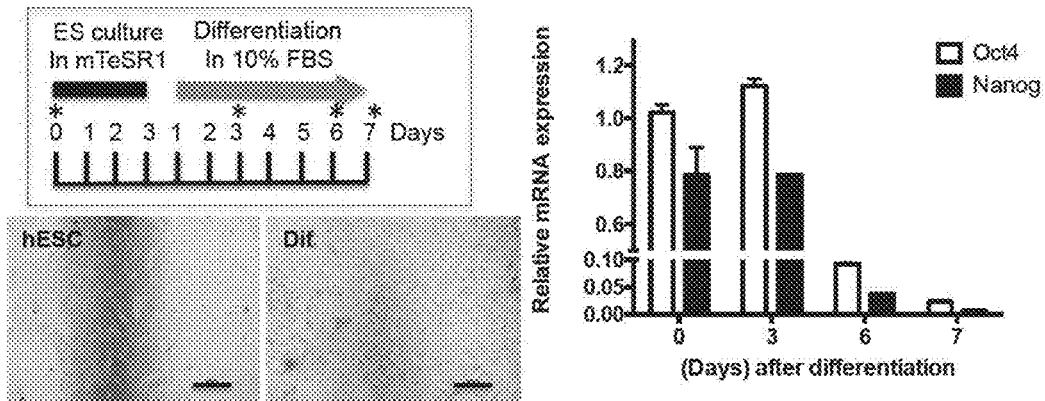 ES culture
In mTeSR1
Differentiation
In 10% FBS
* * * *
0 1 2 3 1 2 3 4 5 6 7 Days
hESC
Dif.
*
Relative mRNA expression
1.2
1.0
0.8
0.6
0.10
0.05
0.00
Oct4
Nanog
0 3 6 7
(Days) after differentiation